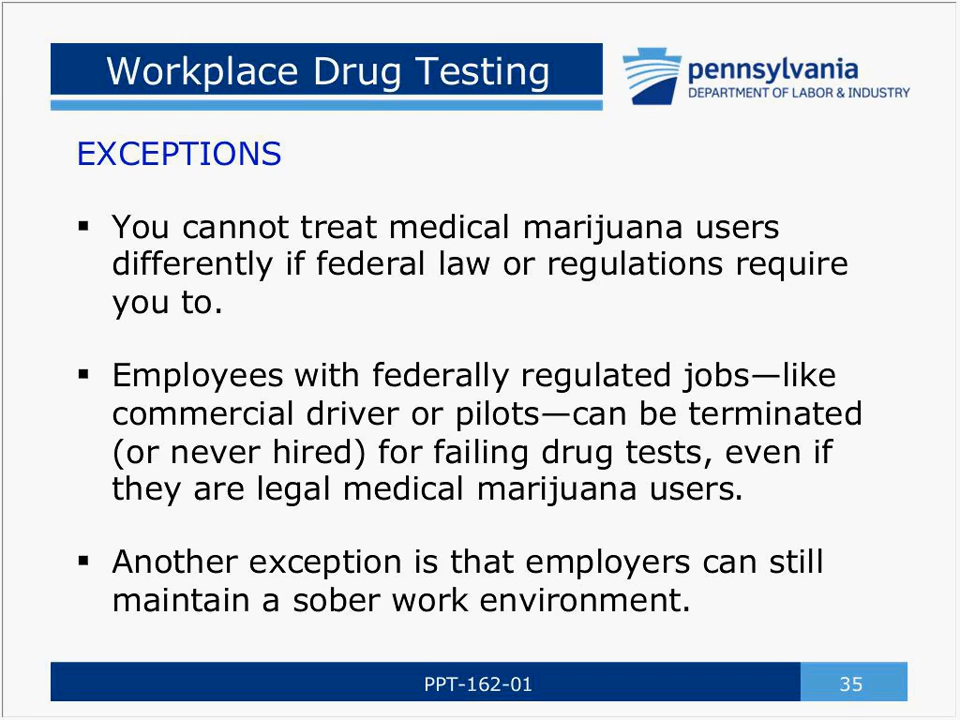 Workplace Drug Testing
pennsylvania
DEPARTMENT OF LABOR & INDUSTRY
EXCEPTIONS
▪ You cannot treat medical marijuana users
differently if federal law or regulations require
you to.
▪ Employees with federally regulated jobs—like
commercial driver or pilots—can be terminated
(or never hired) for failing drug tests, even if
they are legal medical marijuana users.
▪ Another exception is that employers can still
maintain a sober work environment.
PPT-162-01
35